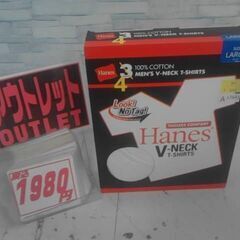 アウトレット
OUTLET
1980
円
Hanes
3
4
100% COTTON
MEN'S V-NECK T-SHIRTS
LARGE
Look!
No Tag!
Hanes
V-NECK
T-SHIRTS